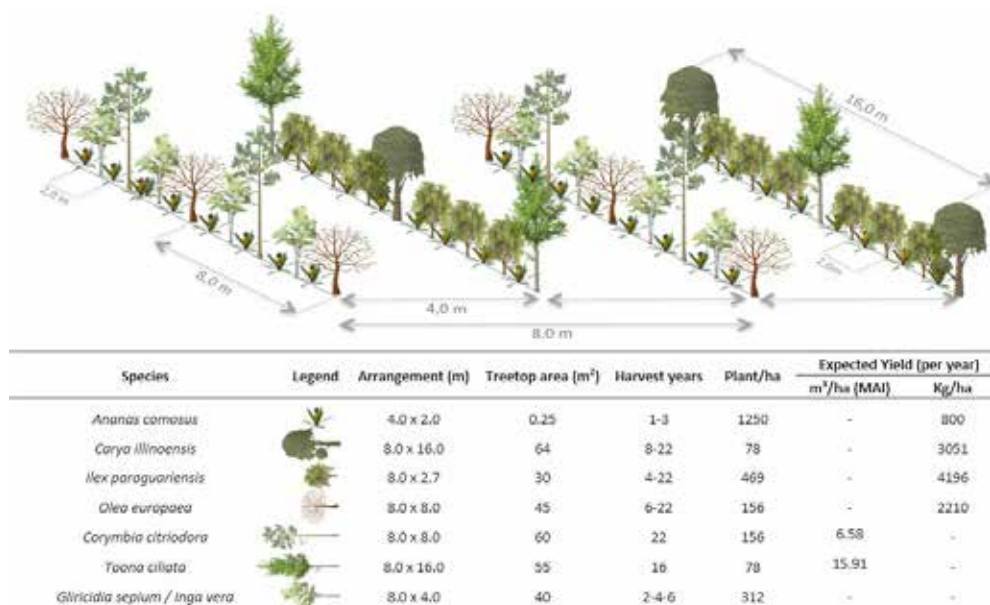 16,0 m
2,0 m
8,0 m
2,0m
4,0 m
8.0 m
Species Legend Arrangement (m) Treetop area (m²) Harvest years Plant/ha Expected Yield (per year)
m³/ha (MAI) Kg/ha
Ananas comosus 4.0 x 2.0 0.25 1-3 1250 - 800
Carya illinoensis 8.0 x 16.0 64 8-22 78 - 3051
Ilex paraguariensis 8.0 x 2.7 30 4-22 469 - 4196
Olea europaea 8.0 x 8.0 45 6-22 156 - 2210
Corymbia citriodora 8.0 x 8.0 60 22 156 6.58 -
Toona ciliata 8.0 x 16.0 55 16 78 15.91 -
Gliricidia sepium / Inga vera 8.0 x 4.0 40 2-4-6 312 - -